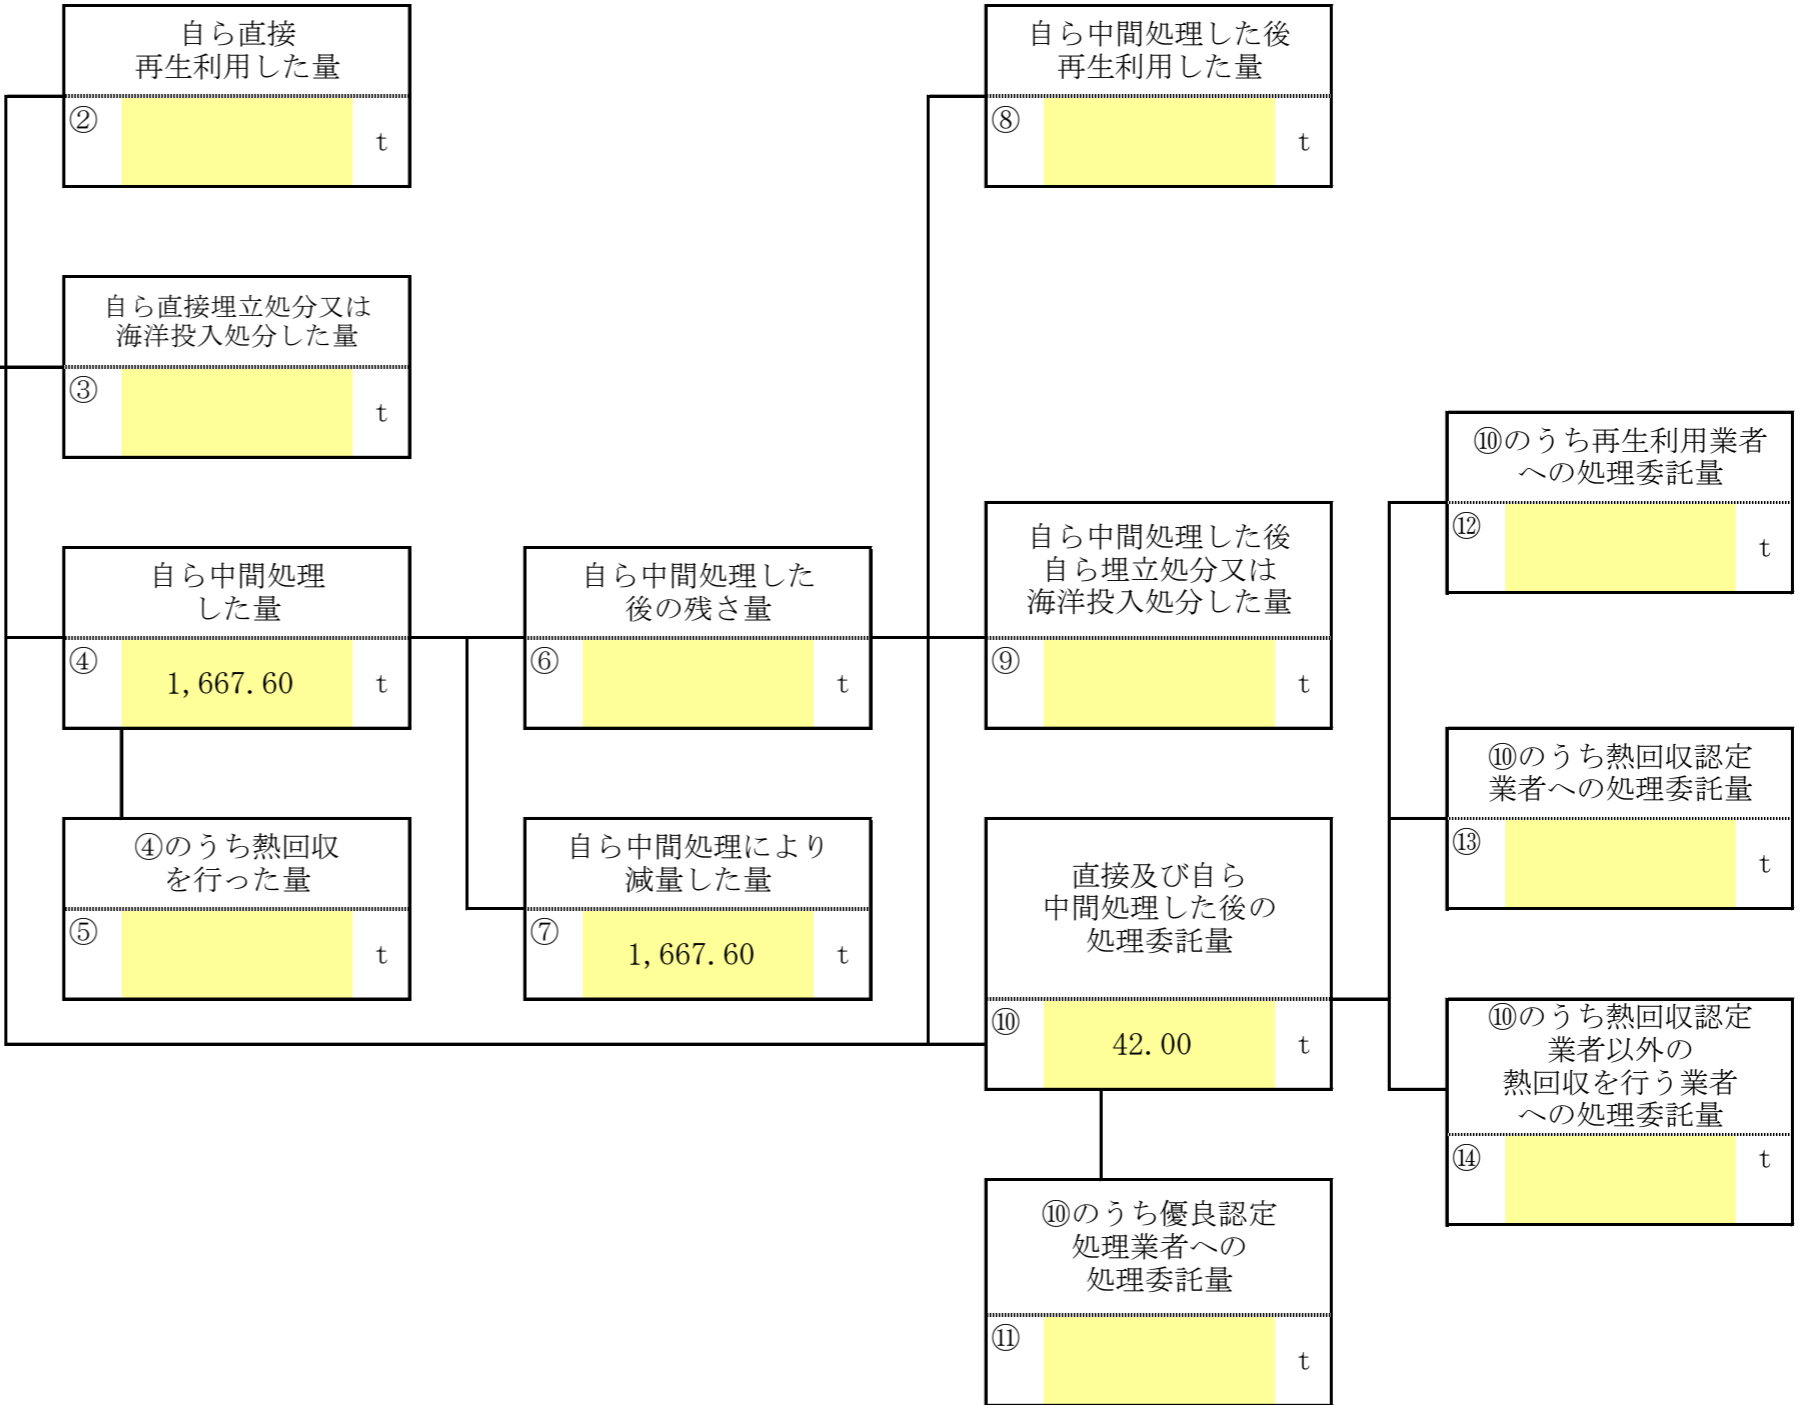 自ら直接
再生利用した量
②
t
自ら直接埋立処分又は
海洋投入処分した量
③
t
自ら中間処理
した量
④
1,667.60
t
④のうち熱回収
を行った量
⑤
t
自ら中間処理した
後の残さ量
⑥
t
自ら中間処理により
減量した量
⑦
1,667.60
t
自ら中間処理した後
再生利用した量
⑧
t
自ら中間処理した後
自ら埋立処分又は
海洋投入処分した量
⑨
t
直接及び自ら
中間処理した後の
処理委託量
⑩
42.00
t
⑩のうち優良認定
処理業者への
処理委託量
⑪
t
⑩のうち再生利用業者
への処理委託量
⑫
t
⑩のうち熱回収認定
業者への処理委託量
⑬
t
⑩のうち熱回収認定
業者以外の
熱回収を行う業者
への処理委託量
⑭
t